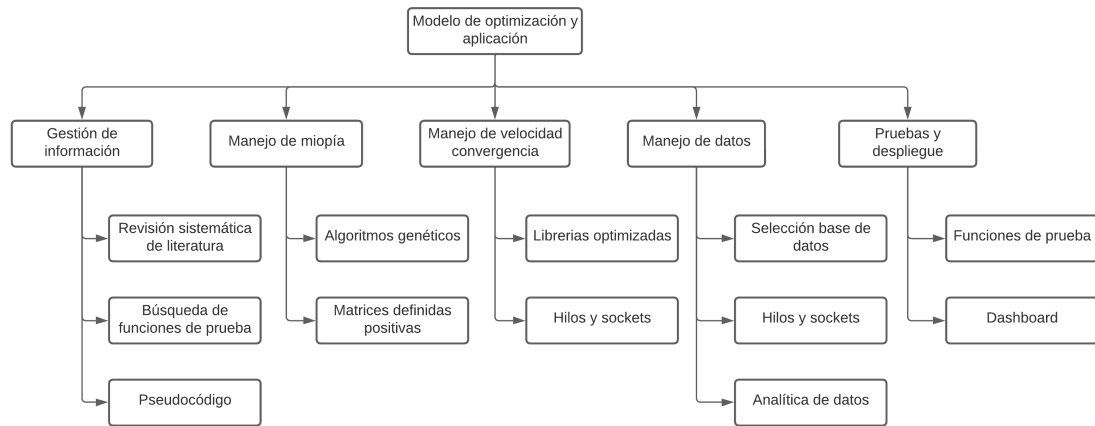 Modelo de optimización y
aplicación
Gestión de
información
Manejo de miopía
Manejo de velocidad
convergencia
Manejo de datos
Pruebas y
despliegue
Revisión sistemática
de literatura
Algoritmos genéticos
Librerias optimizadas
Selección base de
datos
Funciones de prueba
Búsqueda de
funciones de prueba
Matrices definidas
positivas
Hilos y sockets
Hilos y sockets
Dashboard
Pseudocódigo
Analítica de datos